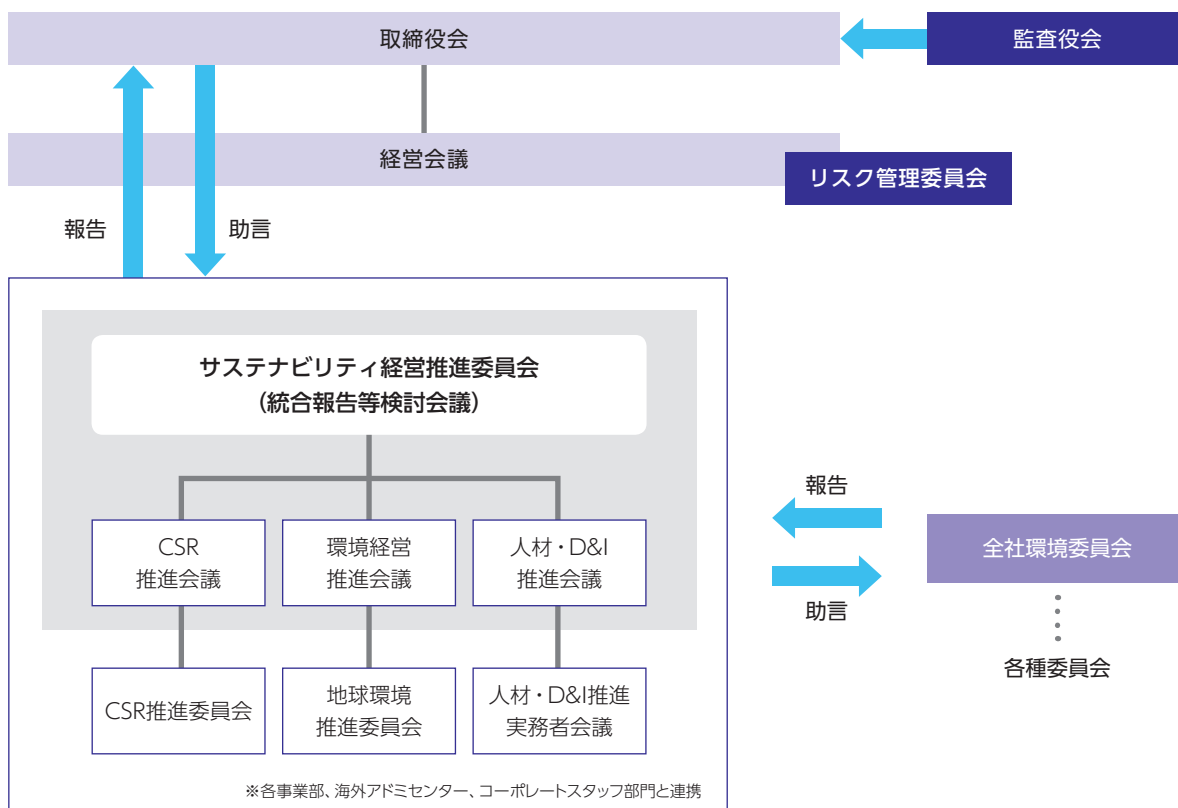 取締役会
監査役会
経営会議
リスク管理委員会
報告
助言
サステナビリティ経営推進委員会
（統合報告等検討会議）
CSR
推進会議
環境経営
推進会議
人材・D&I
推進会議
CSR推進委員会
地球環境
推進委員会
人材・D&I推進
実務者会議
※各事業部、海外アドミセンター、コーポレートスタッフ部門と連携
報告
助言
全社環境委員会
各種委員会